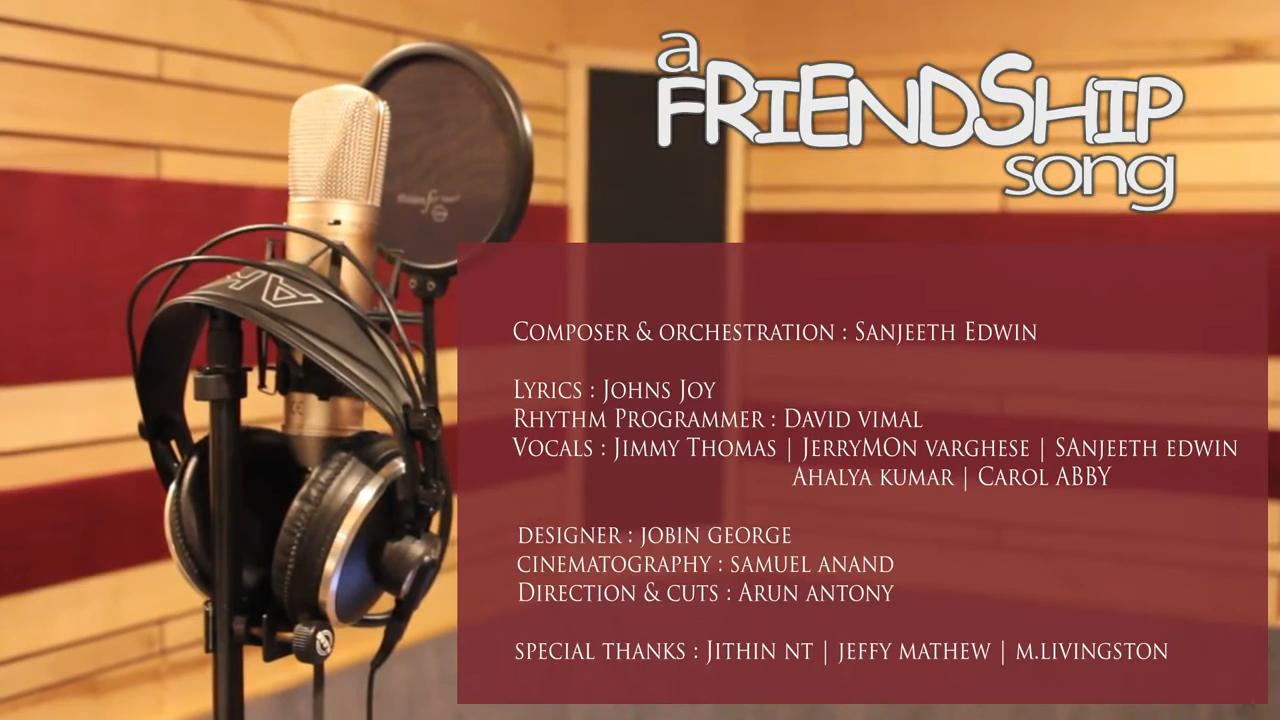 a
FRIENDSHIP
song
COMPOSER & ORCHESTRATION : SANJEETH EDWIN
LYRICS : JOHNS JOY
RHYTHM PROGRAMMER : DAVID VIMAL
VOCALS : JIMMY THOMAS | JERRYMON VARGHESE | SANJEETH EDWIN
AHALYA KUMAR | CAROL ABBY
DESIGNER : JOBIN GEORGE
CINEMATOGRAPHY : SAMUEL ANAND
DIRECTION & CUTS : ARUN ANTONY
SPECIAL THANKS : JITHIN NT | JEFFY MATHEW | M.LIVINGSTON